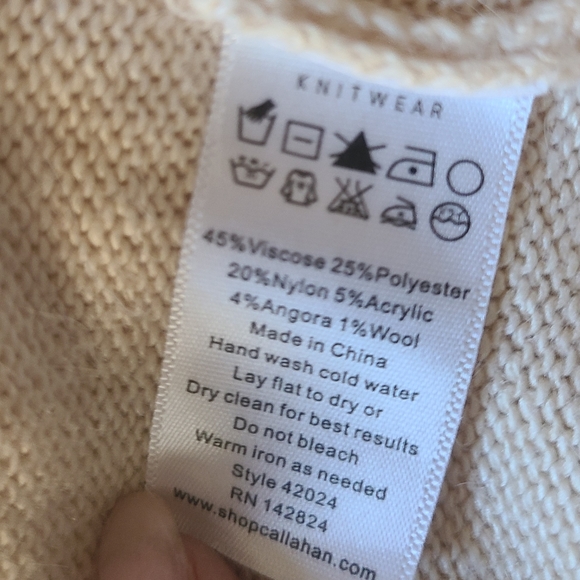 KNITWEAR
45%Viscose 25%Polyester
20%Nylon 5%Acrylic
4%Angora 1%Wool
Made in China
Hand wash cold water
Lay flat to dry or
Dry clean for best results
Do not bleach
Warm iron as needed
Style 42024
RN 142824
www.shopcallahan.com